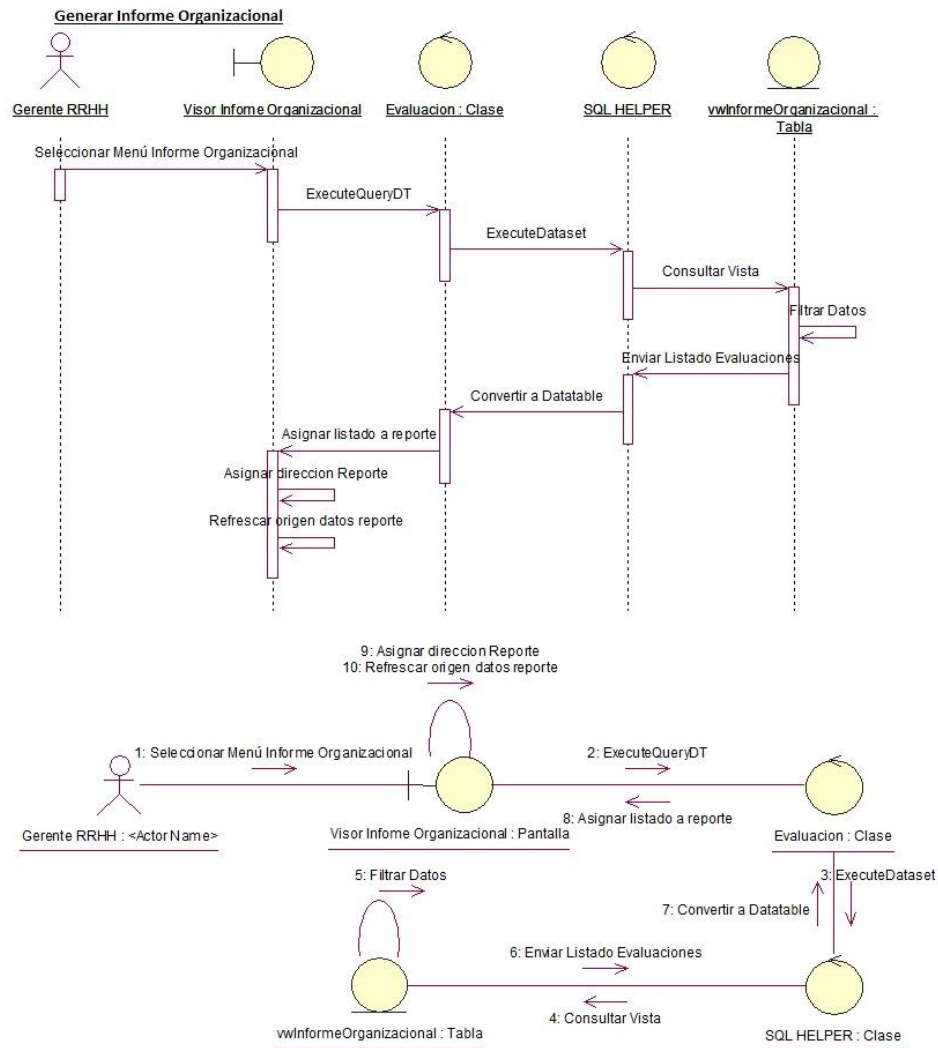 Generar Informe Organizacional
Gerente RRHH
Visor Infome Organizacional
Evaluacion : Clase
SQL HELPER
vwInformeOrganizacional :
Tabla
Seleccionar Menú Informe Organizacional
ExecuteQueryDT
ExecuteDataset
Consultar Vista
Filtrar Datos
Enviar Listado Evaluaciones
Convertir a Datatable
Asignar listado a reporte
Asignar direccion Reporte
Refrescar origen datos reporte
9: Asignar direccion Reporte
10: Refrescar origen datos reporte
1: Seleccionar Menú Informe Organizacional
2: ExecuteQueryDT
8: Asignar listado a reporte
Gerente RRHH : <ActorName>
Visor Infome Organizacional : Pantalla
Evaluacion : Clase
5: Filtrar Datos
3: ExecuteDataset
7: Convertir a Datatable
6: Enviar Listado Evaluaciones
4: Consultar Vista
vwInformeOrganizacional : Tabla
SQL HELPER : Clase